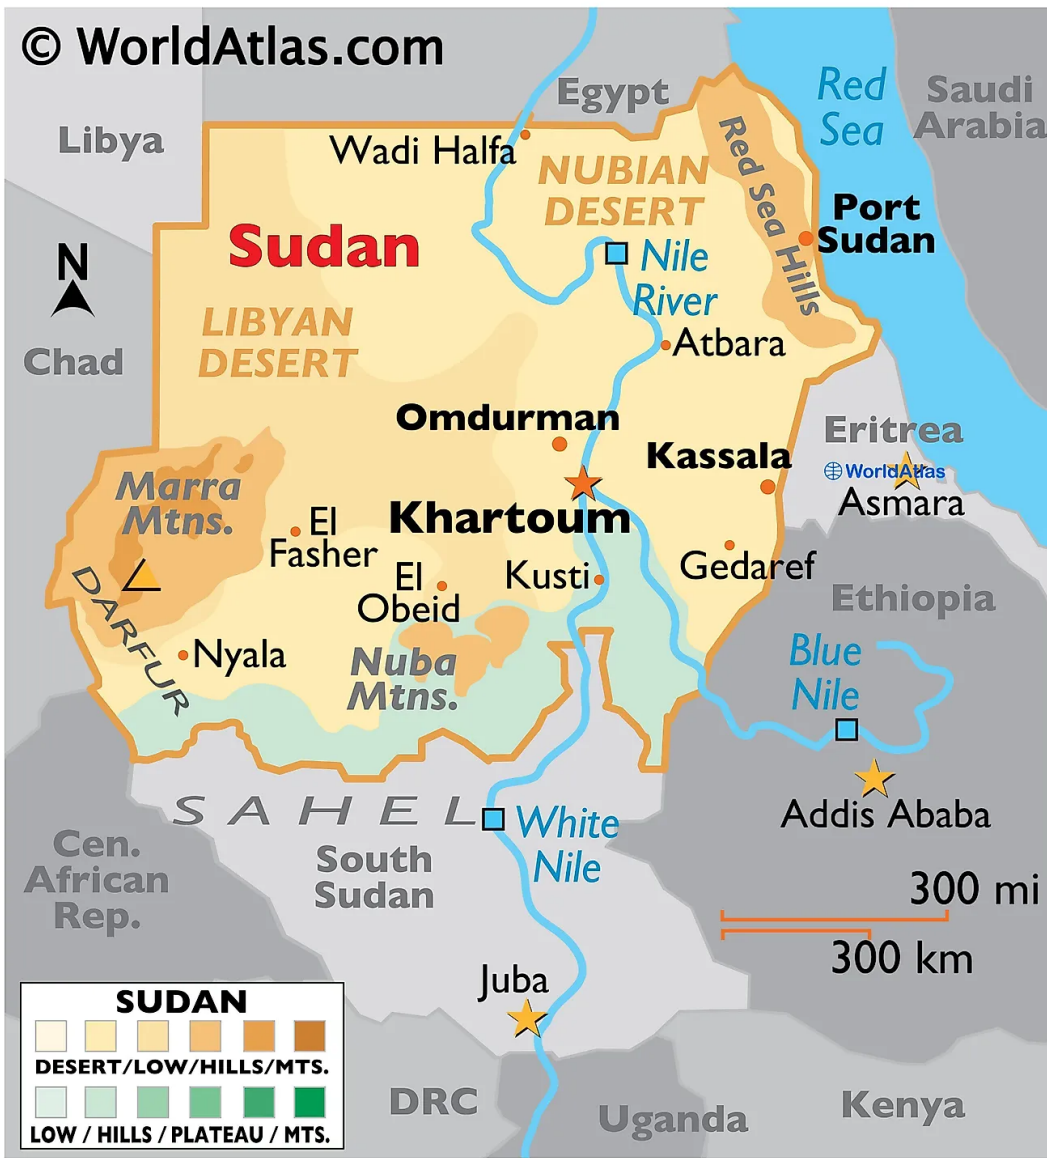 © WorldAtlas.com
Egypt
Red
Sea
Saudi
Arabia
Libya
Wadi Halfa
NUBIAN
DESERT
Red Sea Hills
Port
Sudan
Sudan
N
Nile
River
LIBYAN
DESERT
Atbara
Chad
Omdurman
Kassala
Eritrea
WorldAtlas
Asmara
Marra
Mtns.
Khartoum
El
Fasher
El
Obeid
Kusti
Gedaref
Ethiopia
DARFUR
Nyala
Nuba
Mtns.
Blue
Nile
SAHEL
White
Nile
Addis Ababa
Cen.
African
Rep.
South
Sudan
300 mi
300 km
Juba
SUDAN
DESERT/LOW/HILLS/MTS.
LOW / HILLS / PLATEAU / MTS.
DRC
Uganda
Kenya